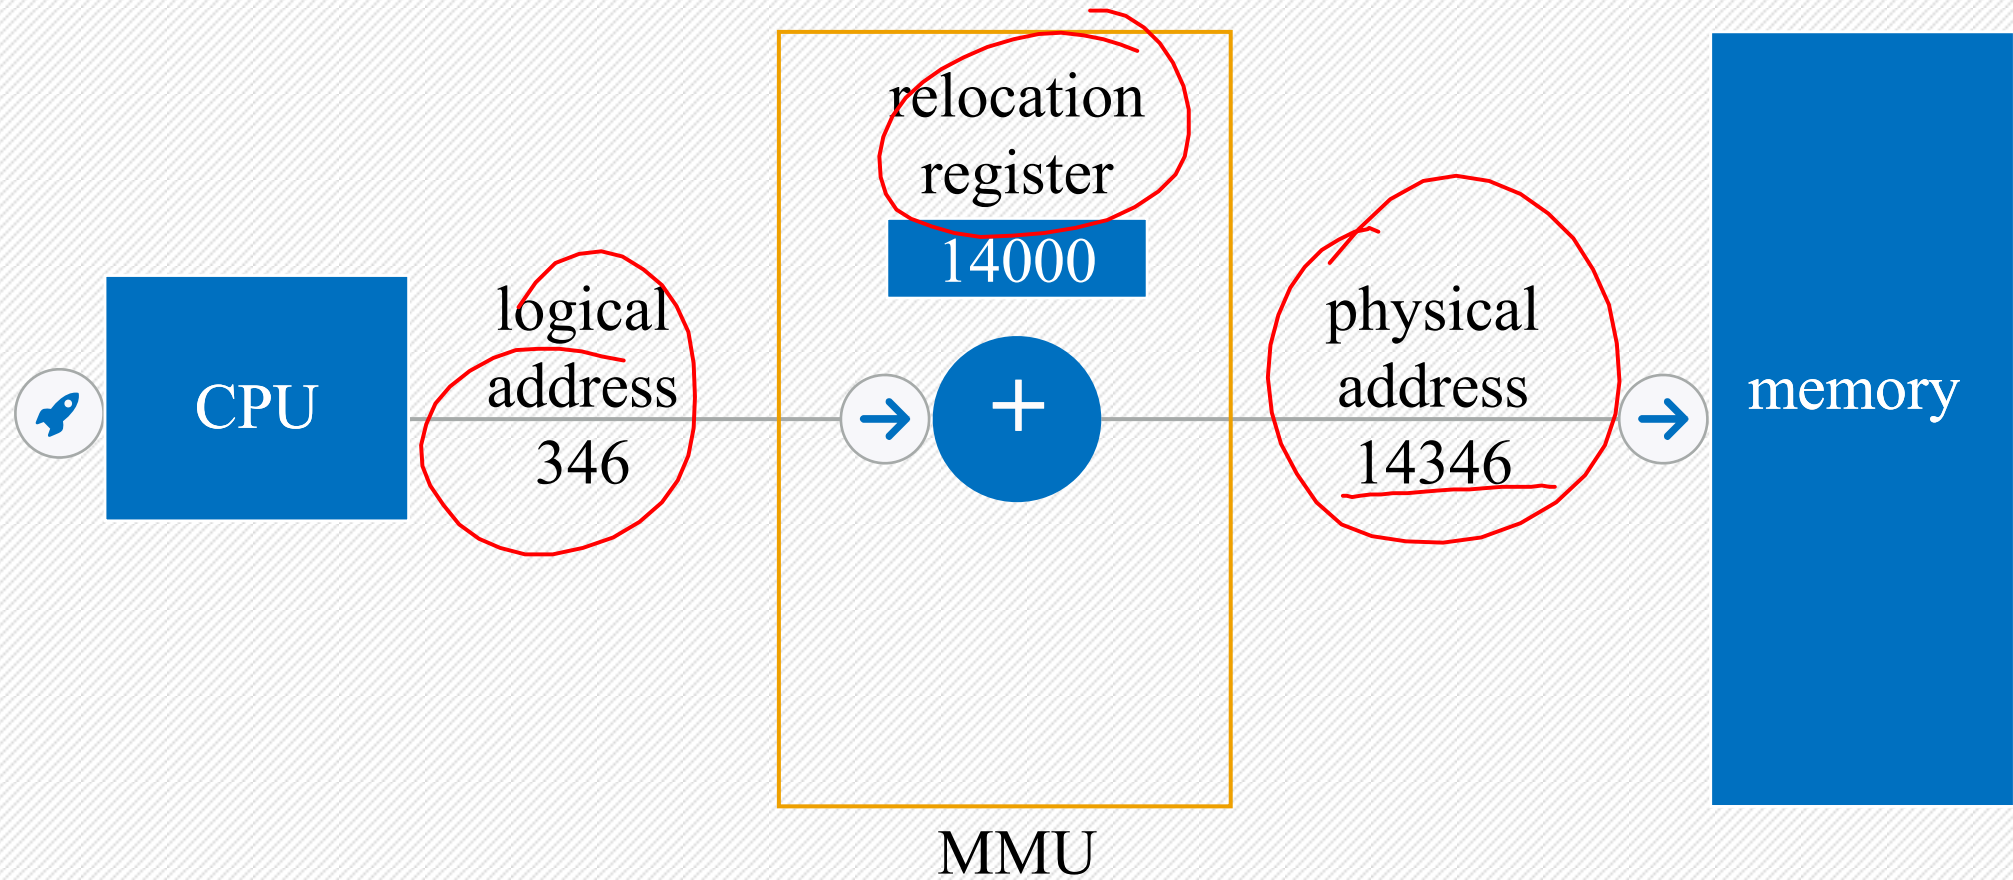 relocation
register
14000
CPU
logical
address
346
+
physical
address
14346
memory
MMU